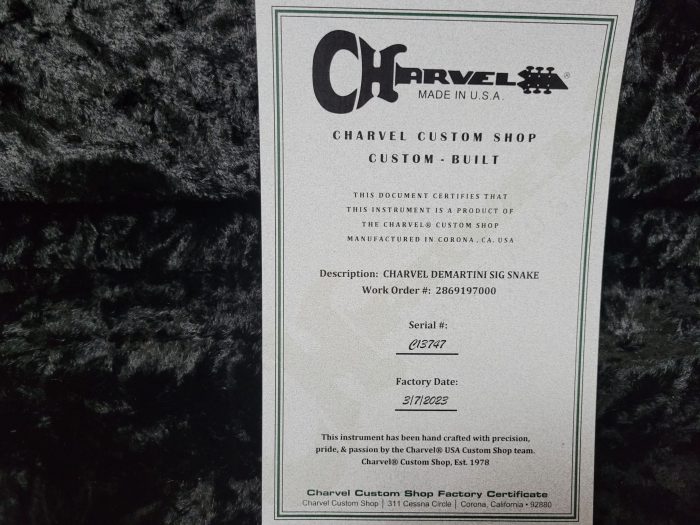 CHARVEL®
MADE IN U.S.A.
CHARVEL CUSTOM SHOP
CUSTOM - BUILT
THIS DOCUMENT CERTIFIES THAT
THIS INSTRUMENT IS A PRODUCT OF
THE CHARVEL® CUSTOM SHOP
MANUFACTURED IN CORONA, CA. USA
Description: CHARVEL DEMARTINI SIG SNAKE
Work Order #: 2869197000
Serial #:
C13747
Factory Date:
3/7/2023
This instrument has been hand crafted with precision,
pride, & passion by the Charvel® USA Custom Shop team.
Charvel® Custom Shop, Est. 1978
Charvel Custom Shop Factory Certificate
Charvel Custom Shop | 311 Cessna Circle | Corona, California • 92880